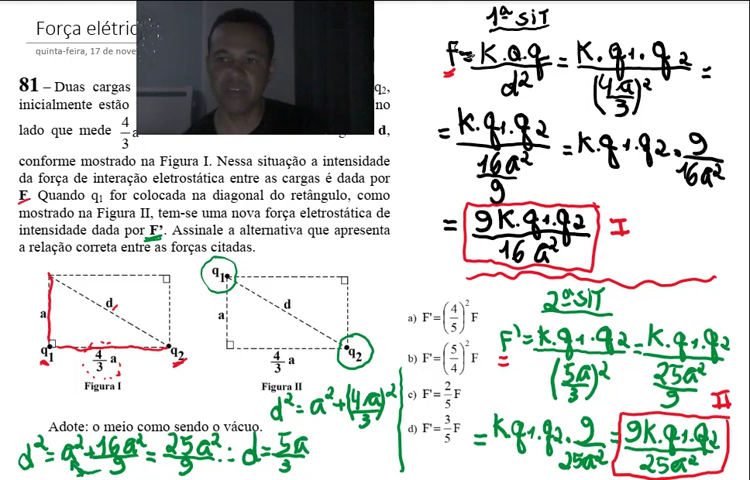 Força elétric
quinta-feira, 17 de nove
81 – Duas cargas q₂,
inicialmente estão no
lado que mede 4/3 a d,
conforme mostrado na Figura I. Nessa situação a intensidade
da força de interação eletrostática entre as cargas é dada por
F. Quando q₁ for colocada na diagonal do retângulo, como
mostrado na Figura II, tem-se uma nova força eletrostática de
intensidade dada por F'. Assinale a alternativa que apresenta
a relação correta entre as forças citadas.
a d q₁ 4/3 a q₂
Figura I
q₁ a d 4/3 a q₂
Figura II
a) F'=(4/5)² F
b) F'=(5/4)² F
c) F'=2/5 F
d) F'=3/5 F
Adote: o meio como sendo o vácuo.
d² = a² + (4a/3)²
d² = a² + 16a²/9 = 25a²/9 ∴ d = 5a/3
1ª SIT
F = K.Q.q/d² = K.q1.q2/(4a/3)² =
= K.q1.q2/(16a²/9) = K.q1.q2.9/16a²
= 9K.q1.q2/16a² I
2ª SIT
F' = K.q1.q2/(5a/3)² = K.q1.q2/(25a²/9)
= K.q1.q2.9/25a² = 9K.q1.q2/25a² II